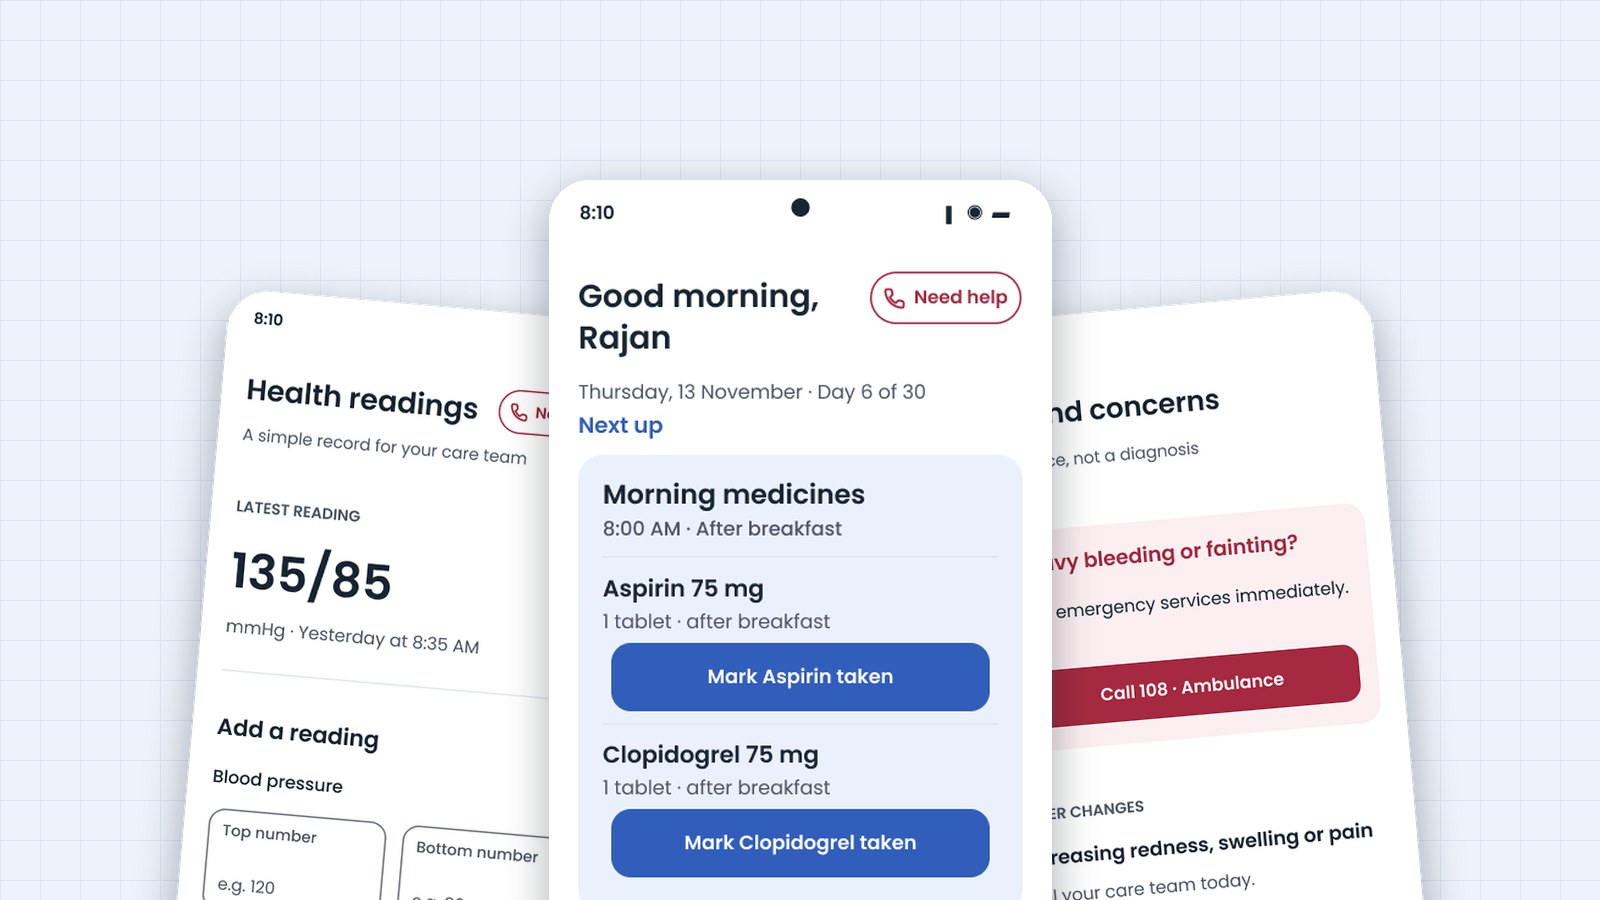 8:10
Health readings
A simple record for your care team
LATEST READING
135/85
mmHg · Yesterday at 8:35 AM
Add a reading
Blood pressure
Top number
e.g. 120
Bottom number
8:10
Good morning,
Rajan
Need help
Thursday, 13 November · Day 6 of 30
Next up
Morning medicines
8:00 AM · After breakfast
Aspirin 75 mg
1 tablet · after breakfast
Mark Aspirin taken
Clopidogrel 75 mg
1 tablet · after breakfast
Mark Clopidogrel taken
concerns
not a diagnosis
bleeding or fainting?
emergency services immediately.
Call 108 · Ambulance
CHANGES
redness, swelling or pain
your care team today.